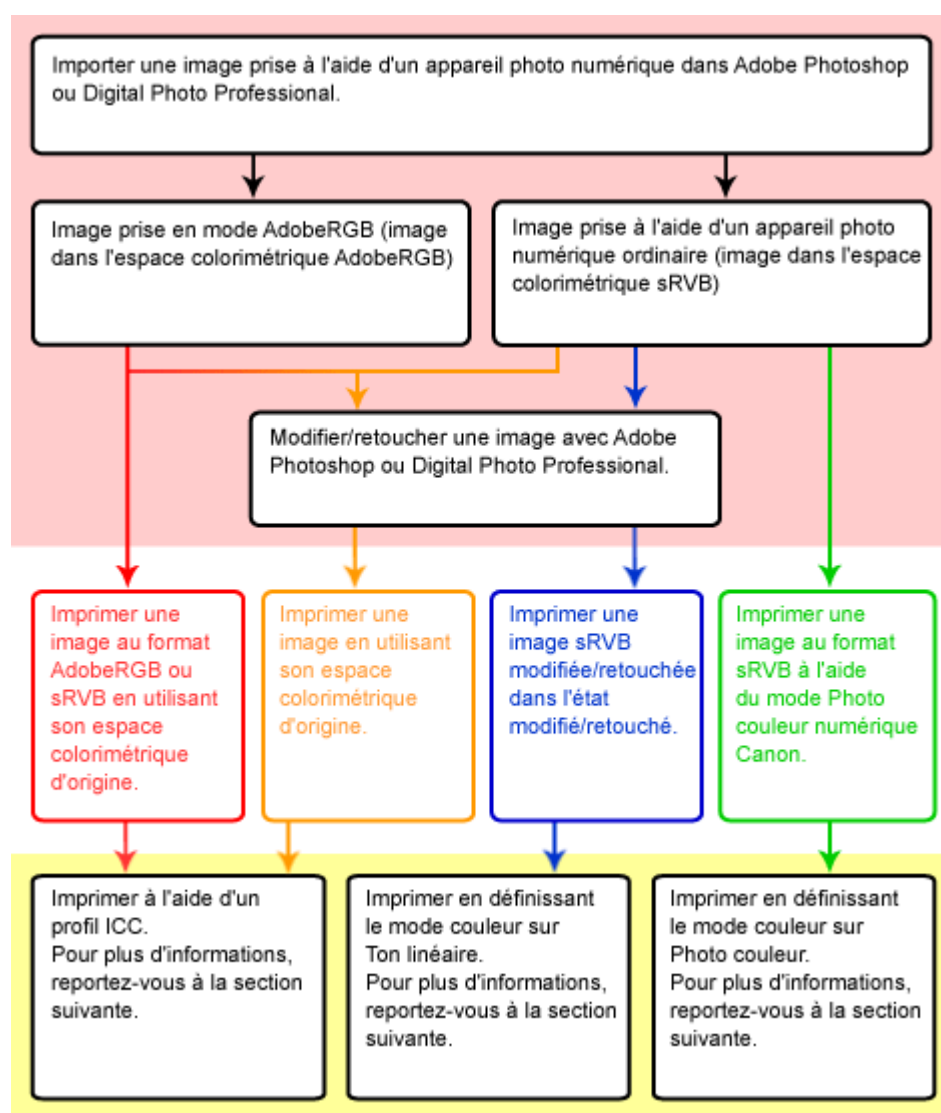 Importer une image prise à l'aide d'un appareil photo numérique dans Adobe Photoshop
ou Digital Photo Professional.
Image prise en mode AdobeRGB (image
dans l'espace colorimétrique AdobeRGB)
Image prise à l'aide d'un appareil photo
numérique ordinaire (image dans l'espace
colorimétrique sRVB)
Modifier/retoucher une image avec Adobe
Photoshop ou Digital Photo Professional.
Imprimer une
image au format
AdobeRGB ou
sRVB en utilisant
son espace
colorimétrique
d'origine.
Imprimer une
image en utilisant
son espace
colorimétrique
d'origine.
Imprimer une
image sRVB
modifiée/retouchée
dans l'état
modifié/retouché.
Imprimer une
image au format
sRVB à l'aide
du mode Photo
couleur numérique
Canon.
Imprimer à l'aide d'un
profil ICC.
Pour plus d'informations,
reportez-vous à la section
suivante.
Imprimer en définissant
le mode couleur sur
Ton linéaire.
Pour plus d'informations,
reportez-vous à la section
suivante.
Imprimer en définissant
le mode couleur sur
Photo couleur.
Pour plus d'informations,
reportez-vous à la section
suivante.